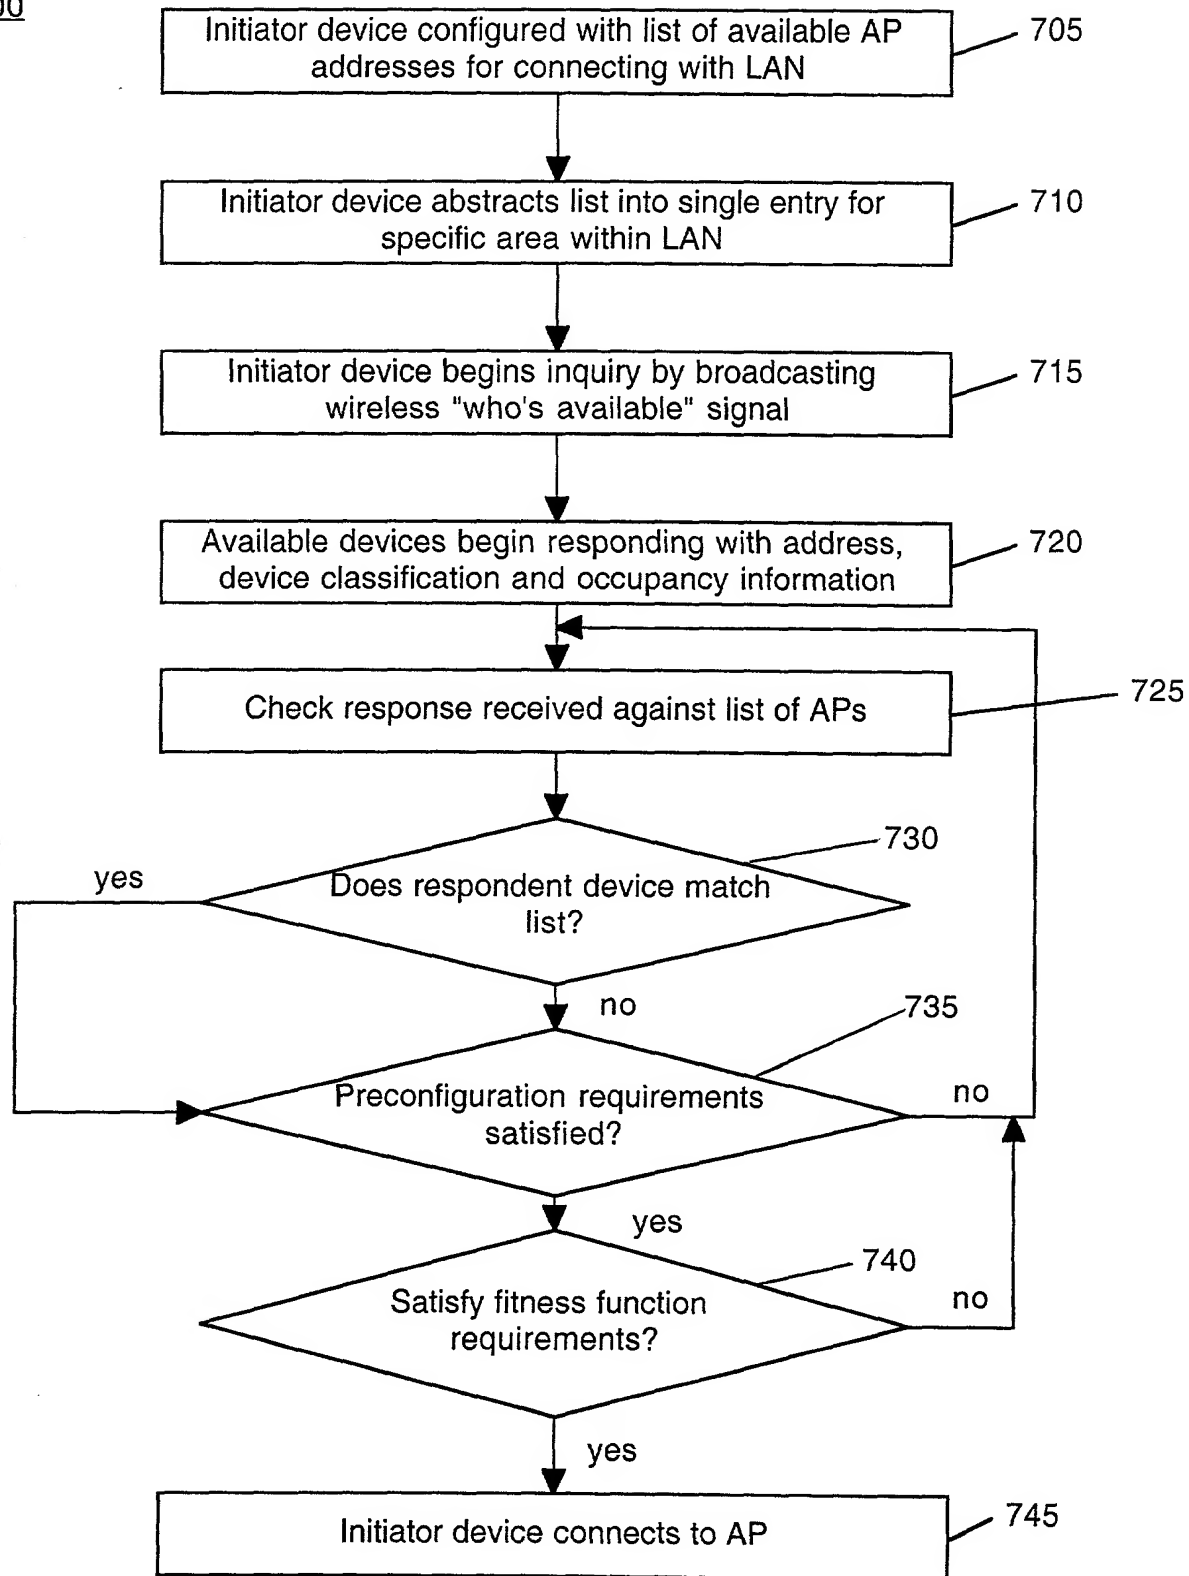 00
Initiator device configured with list of available AP
addresses for connecting with LAN
705
Initiator device abstracts list into single entry for
specific area within LAN
710
Initiator device begins inquiry by broadcasting
wireless "who's available" signal
715
Available devices begin responding with address,
device classification and occupancy information
720
Check response received against list of APs
725
730
yes
Does respondent device match
list?
no
735
Preconfiguration requirements
satisfied?
no
yes
740
Satisfy fitness function
requirements?
no
yes
Initiator device connects to AP
745